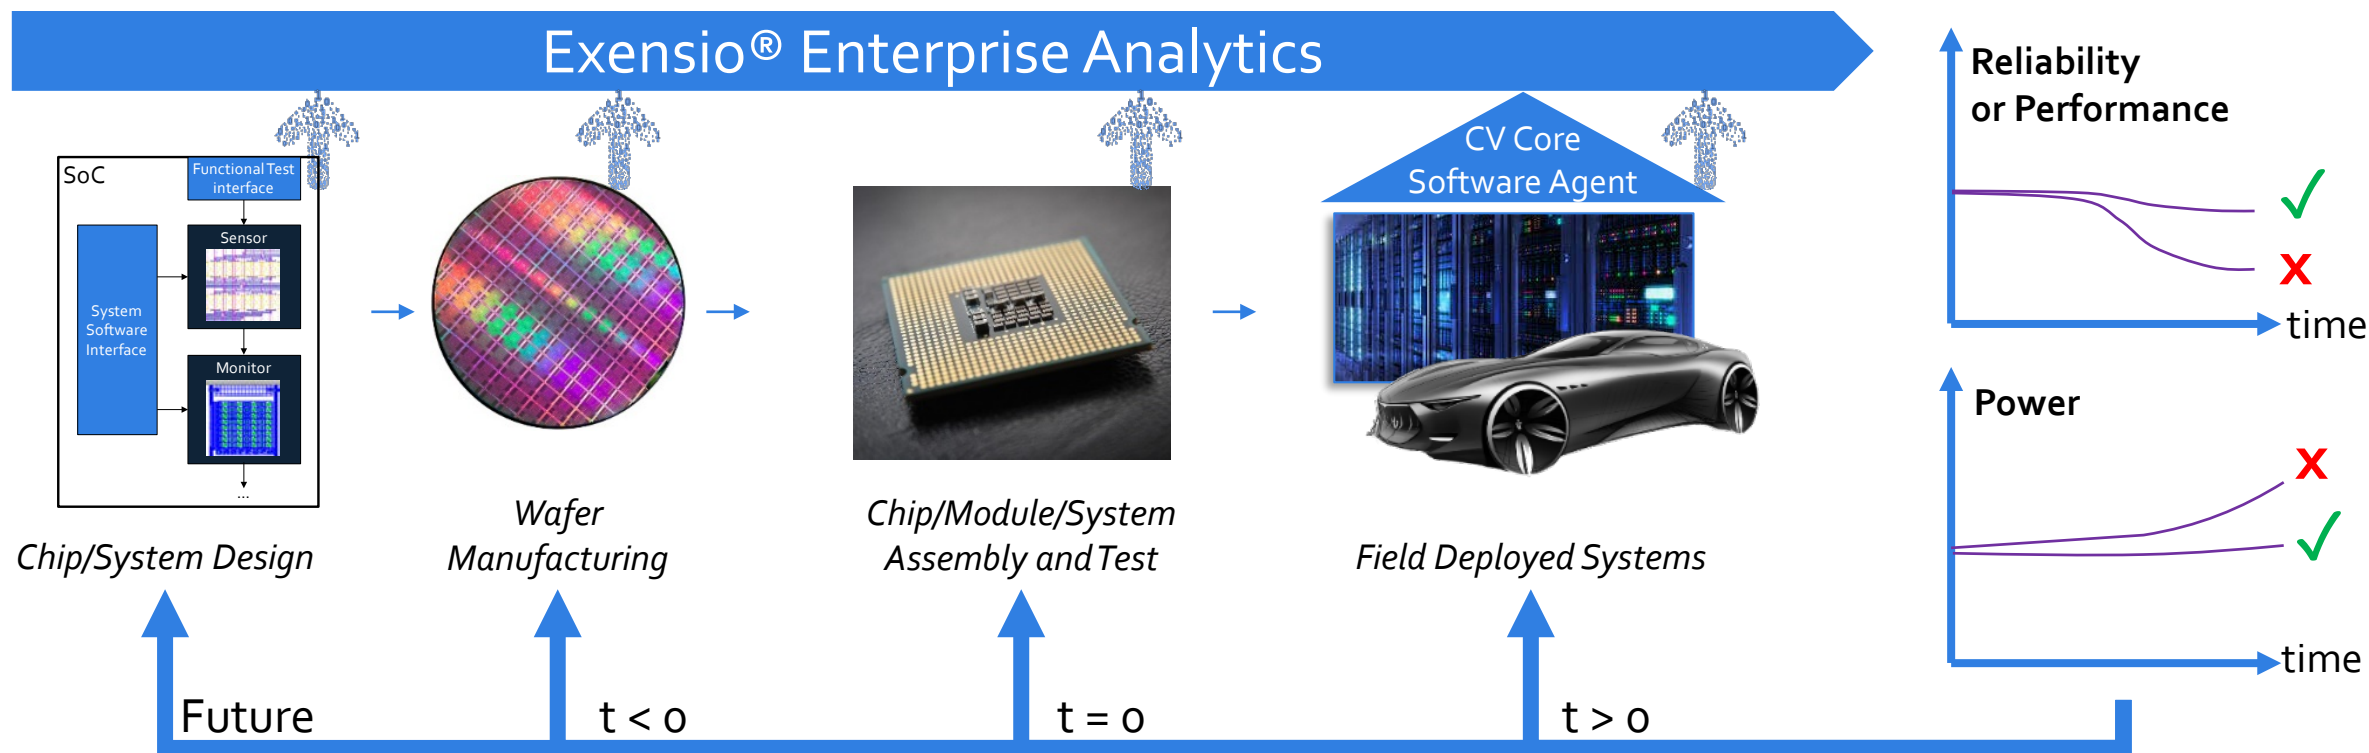 Exensio® Enterprise Analytics
SoC
Functional Test
interface
Sensor
System
Software
Interface
Monitor
...
CV Core
Software Agent
Chip/System Design
Wafer
Manufacturing
Chip/Module/System
Assembly and Test
Field Deployed Systems
Future
t < 0
t = 0
t > 0
Reliability
or Performance
time
Power
time